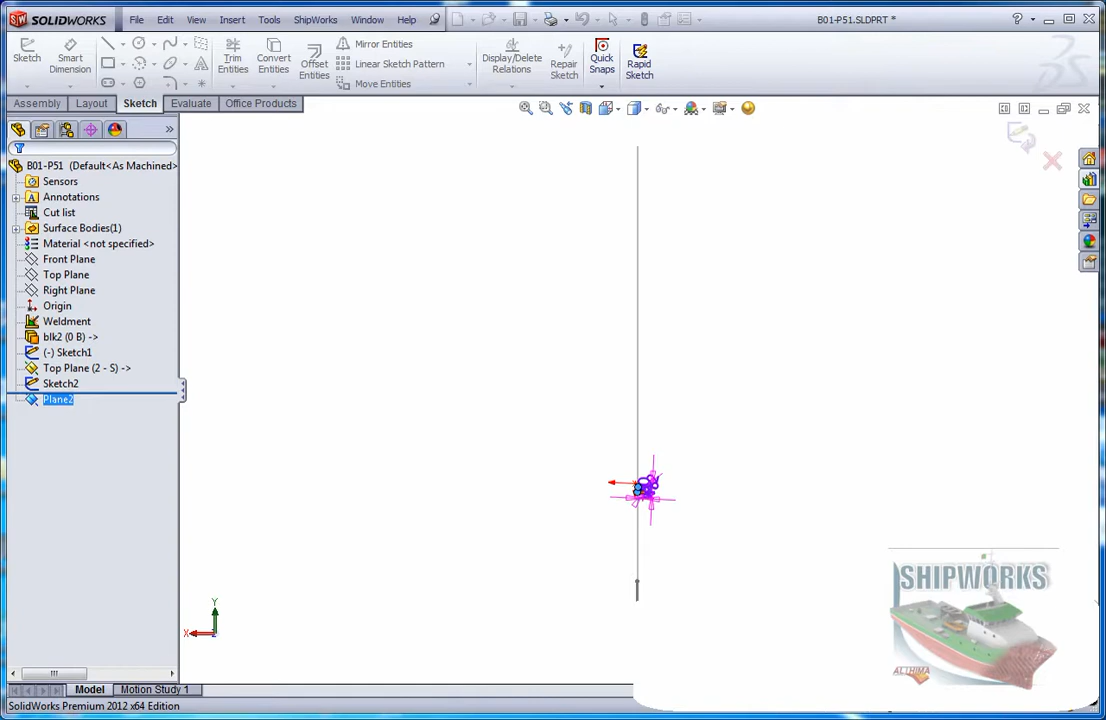 SOLIDWORKS File Edit View Insert Tools ShipWorks Window Help B01-P51.SLDPRT *
Sketch Smart Dimension Trim Entities Convert Entities Offset Entities Mirror Entities Linear Sketch Pattern Move Entities Display/Delete Relations Repair Sketch Quick Snaps Rapid Sketch
Assembly Layout Sketch Evaluate Office Products
B01-P51 (Default<As Machined>
Sensors
Annotations
Cut list
Surface Bodies(1)
Material <not specified>
Front Plane
Top Plane
Right Plane
Origin
Weldment
blk2 (0 B) ->
(-) Sketch1
Top Plane (2 - S) ->
Sketch2
Plane2
Y
X
SHIPWORKS
ALTHIMA
Model Motion Study 1
SolidWorks Premium 2012 x64 Edition